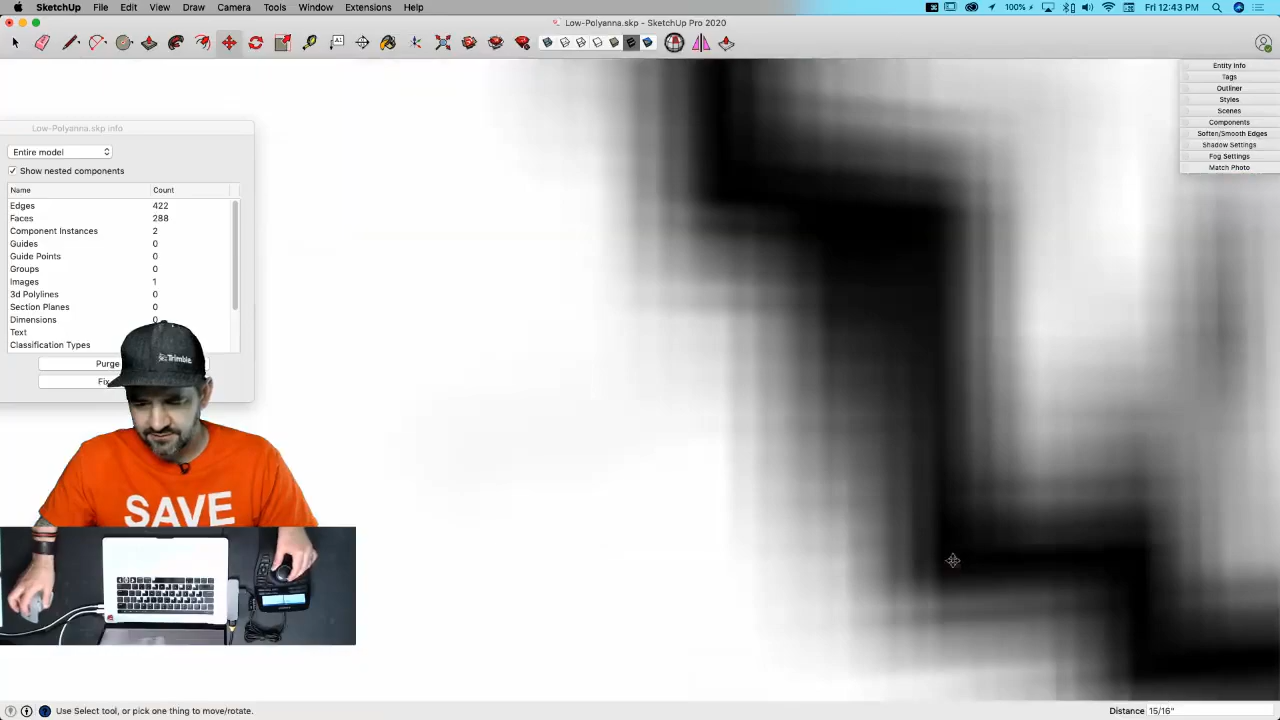 SketchUp File Edit View Draw Camera Tools Window Extensions Help 100% Fri 12:43 PM
Low-Polyanna.skp - SketchUp Pro 2020
Low-Polyanna.skp info
Entire model
Show nested components
Name Count
Edges 422
Faces 288
Component Instances 2
Guides 0
Guide Points 0
Groups 0
Images 1
3d Polylines 0
Section Planes 0
Dimensions 0
Text
Classification Types
Purge
Fix
Trimble
SAVE
Entity Info
Tags
Outliner
Styles
Scenes
Components
Soften/Smooth Edges
Shadow Settings
Fog Settings
Match Photo
Use Select tool, or pick one thing to move/rotate.
Distance 15/16"